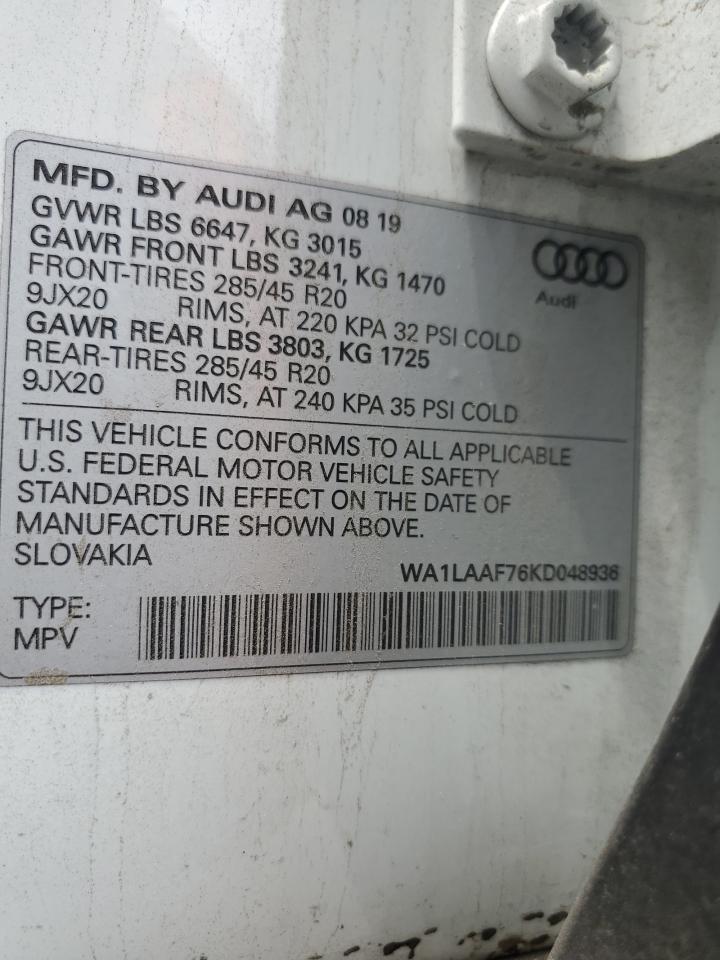 MFD. BY AUDI AG 08 19
GVWR LBS 6647, KG 3015
GAWR FRONT LBS 3241, KG 1470
FRONT-TIRES 285/45 R20
9JX20 RIMS, AT 220 KPA 32 PSI COLD
GAWR REAR LBS 3803, KG 1725
REAR-TIRES 285/45 R20
9JX20 RIMS, AT 240 KPA 35 PSI COLD
Audi
THIS VEHICLE CONFORMS TO ALL APPLICABLE
U.S. FEDERAL MOTOR VEHICLE SAFETY
STANDARDS IN EFFECT ON THE DATE OF
MANUFACTURE SHOWN ABOVE.
SLOVAKIA
WA1LAAF76KD048936
TYPE:
MPV